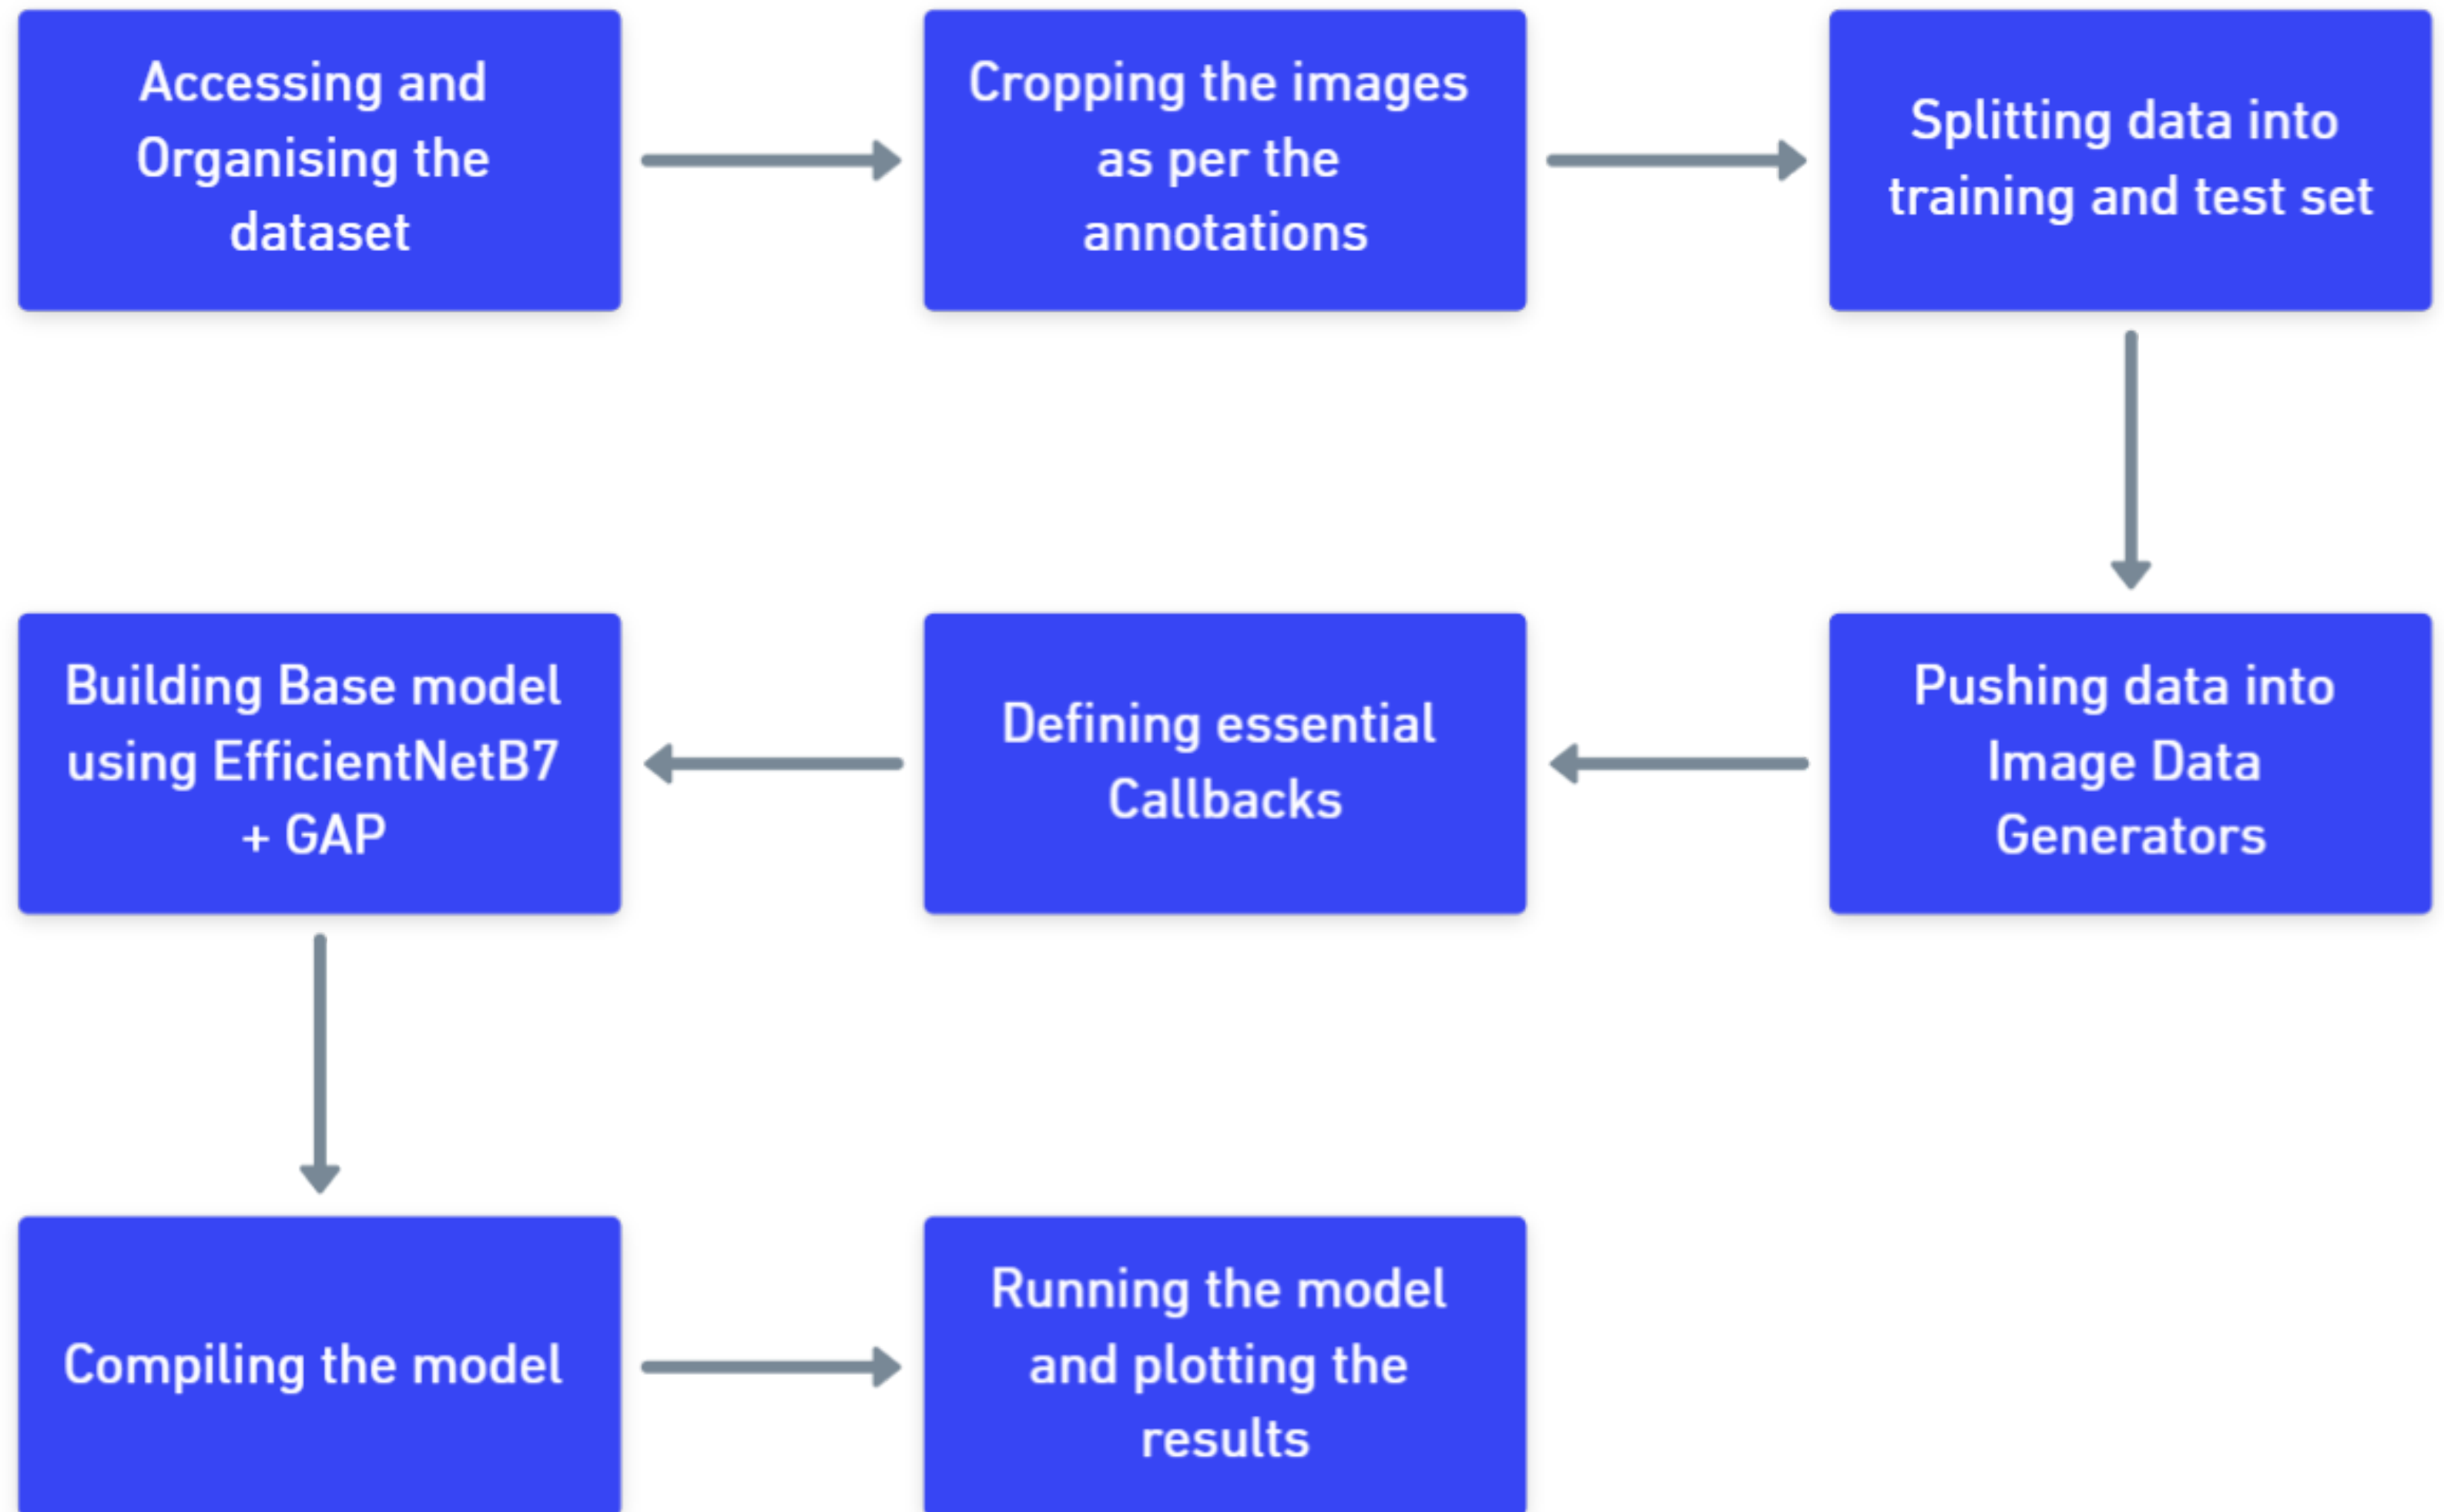 Accessing and
Organising the
dataset
Cropping the images
as per the
annotations
Splitting data into
training and test set
Pushing data into
Image Data
Generators
Defining essential
Callbacks
Building Base model
using EfficientNetB7
+ GAP
Compiling the model
Running the model
and plotting the
results